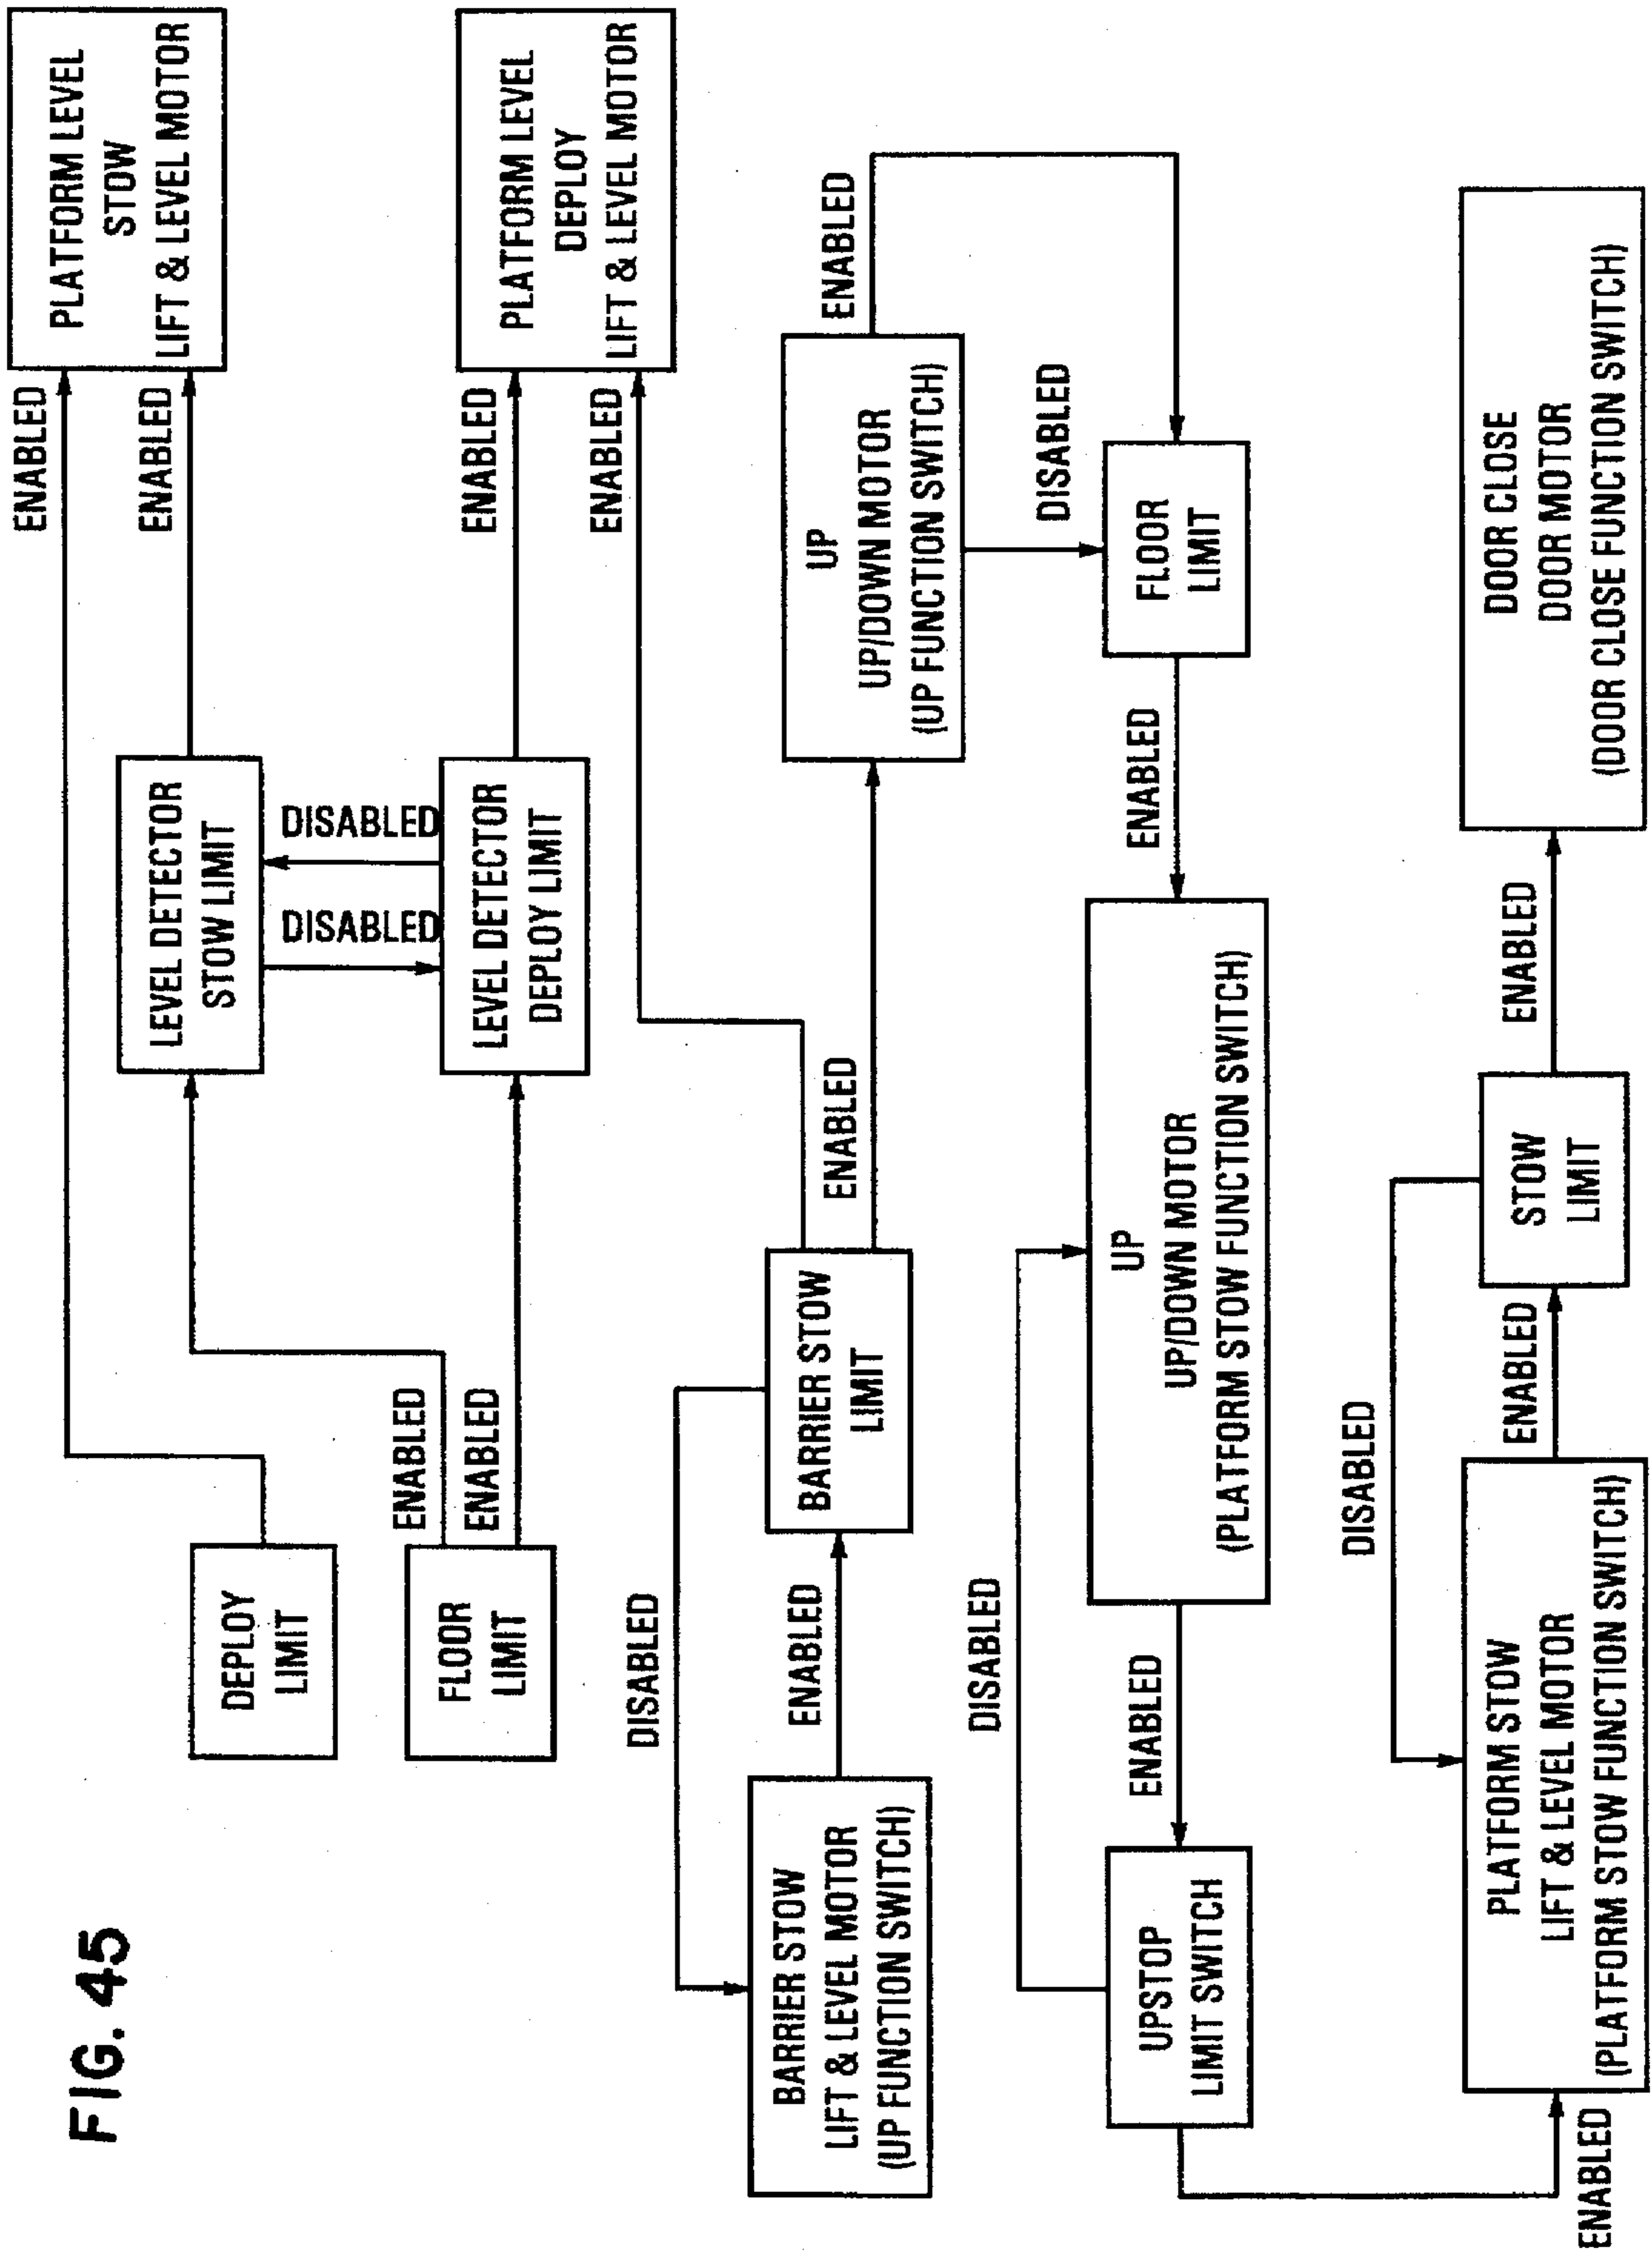 FIG. 45
DEPLOY
LIMIT
ENABLED
PLATFORM LEVEL
STOW
LIFT & LEVEL MOTOR
FLOOR
LIMIT
ENABLED
ENABLED
LEVEL DETECTOR
STOW LIMIT
ENABLED
DISABLED
DISABLED
LEVEL DETECTOR
DEPLOY LIMIT
ENABLED
PLATFORM LEVEL
DEPLOY
LIFT & LEVEL MOTOR
ENABLED
DISABLED
BARRIER STOW
LIFT & LEVEL MOTOR
(UP FUNCTION SWITCH)
ENABLED
BARRIER STOW
LIMIT
ENABLED
UP
UP/DOWN MOTOR
(UP FUNCTION SWITCH)
ENABLED
DISABLED
FLOOR
LIMIT
ENABLED
DISABLED
UP
UP/DOWN MOTOR
(PLATFORM STOW FUNCTION SWITCH)
ENABLED
UPSTOP
LIMIT SWITCH
ENABLED
DISABLED
PLATFORM STOW
LIFT & LEVEL MOTOR
(PLATFORM STOW FUNCTION SWITCH)
ENABLED
STOW
LIMIT
ENABLED
DOOR CLOSE
DOOR MOTOR
(DOOR CLOSE FUNCTION SWITCH)